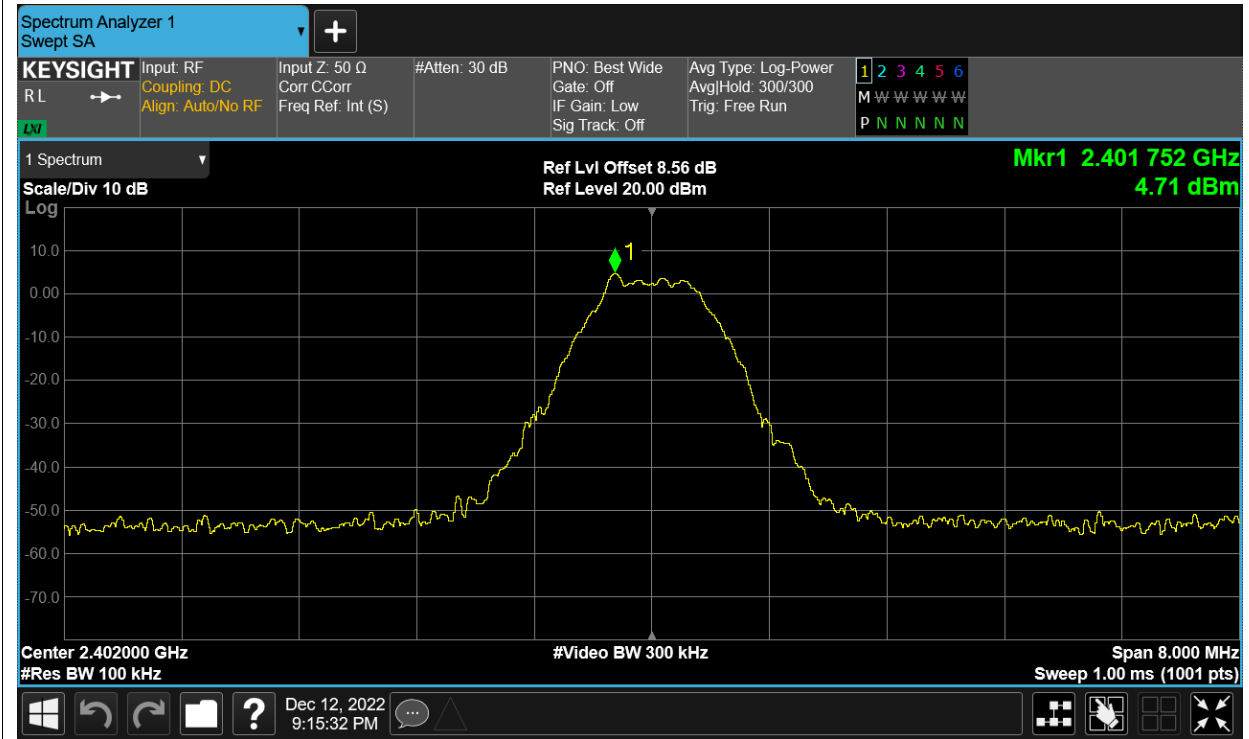 Spectrum Analyzer 1
Swept SA
+
KEYSIGHT
R L
LXI
Input: RF
Coupling: DC
Align: Auto/No RF
Input Z: 50 Ω
Corr CCorr
Freq Ref: Int (S)
#Atten: 30 dB
PNO: Best Wide
Gate: Off
IF Gain: Low
Sig Track: Off
Avg Type: Log-Power
Avg|Hold: 300/300
Trig: Free Run
1 2 3 4 5 6
M W W W W W
P N N N N N
1 Spectrum
Scale/Div 10 dB
Log
Ref Lvl Offset 8.56 dB
Ref Level 20.00 dBm
Mkr1 2.401 752 GHz
4.71 dBm
1
10.0
0.00
-10.0
-20.0
-30.0
-40.0
-50.0
-60.0
-70.0
Center 2.402000 GHz
#Res BW 100 kHz
#Video BW 300 kHz
Span 8.000 MHz
Sweep 1.00 ms (1001 pts)
?
Dec 12, 2022
9:15:32 PM